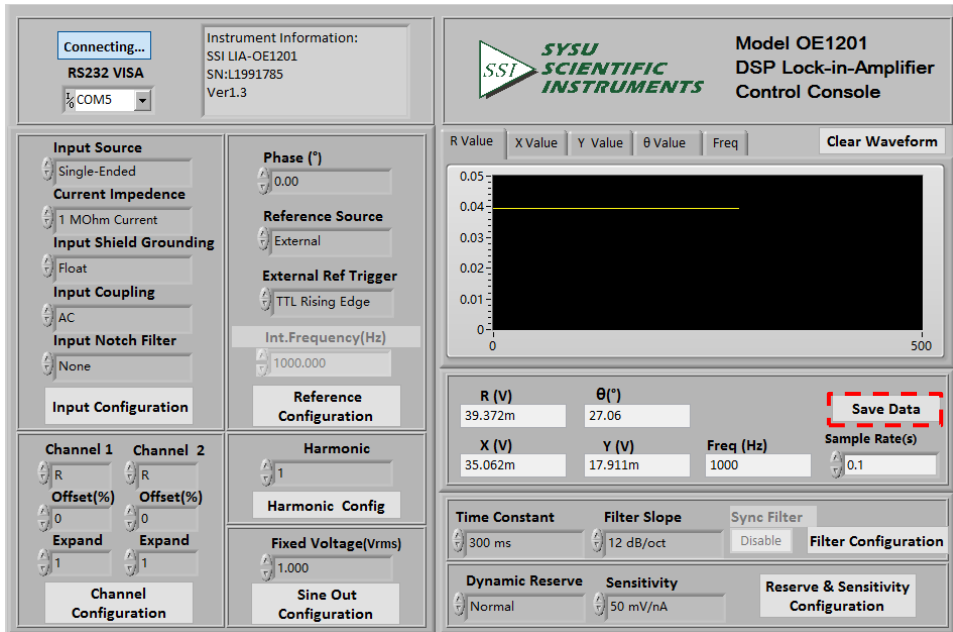 Connecting...
RS232 VISA
I/O COM5
Instrument Information:
SSI LIA-OE1201
SN:L1991785
Ver1.3
SSI
SYSU
SCIENTIFIC
INSTRUMENTS
Model OE1201
DSP Lock-in-Amplifier
Control Console
Input Source
Single-Ended
Current Impedence
1 MOhm Current
Input Shield Grounding
Float
Input Coupling
AC
Input Notch Filter
None
Input Configuration
Phase (°)
0.00
Reference Source
External
External Ref Trigger
TTL Rising Edge
Int.Frequency(Hz)
1000.000
Reference
Configuration
R Value X Value Y Value θ Value Freq Clear Waveform
0.05
0.04
0.03
0.02
0.01
0
0 500
R (V) θ(°)
39.372m 27.06
Save Data
X (V) Y (V) Freq (Hz) Sample Rate(s)
35.062m 17.911m 1000 0.1
Channel 1 Channel 2
R R
Offset(%) Offset(%)
0 0
Expand Expand
1 1
Channel
Configuration
Harmonic
1
Harmonic Config
Fixed Voltage(Vrms)
1.000
Sine Out
Configuration
Time Constant Filter Slope Sync Filter
300 ms 12 dB/oct Disable Filter Configuration
Dynamic Reserve Sensitivity
Normal 50 mV/nA
Reserve & Sensitivity
Configuration